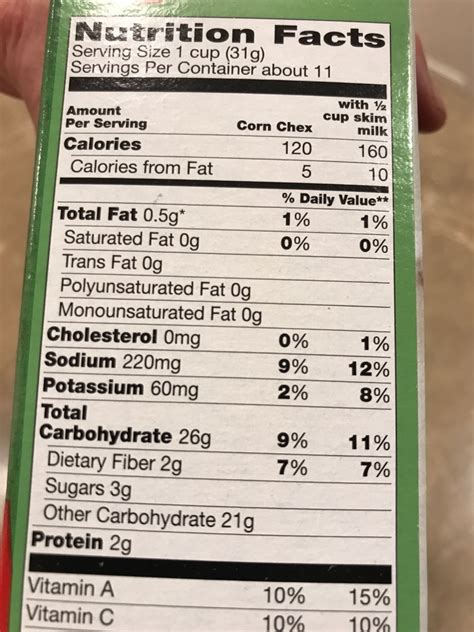 Nutrition Facts
Serving Size 1 cup (31g)
Servings Per Container about 11
Amount Per Serving
Corn Chex
with ½ cup skim milk
Calories 120 160
Calories from Fat 5 10
% Daily Value**
Total Fat 0.5g* 1% 1%
Saturated Fat 0g 0% 0%
Trans Fat 0g
Polyunsaturated Fat 0g
Monounsaturated Fat 0g
Cholesterol 0mg 0% 1%
Sodium 220mg 9% 12%
Potassium 60mg 2% 8%
Total
Carbohydrate 26g 9% 11%
Dietary Fiber 2g 7% 7%
Sugars 3g
Other Carbohydrate 21g
Protein 2g
Vitamin A 10% 15%
Vitamin C 10% 10%